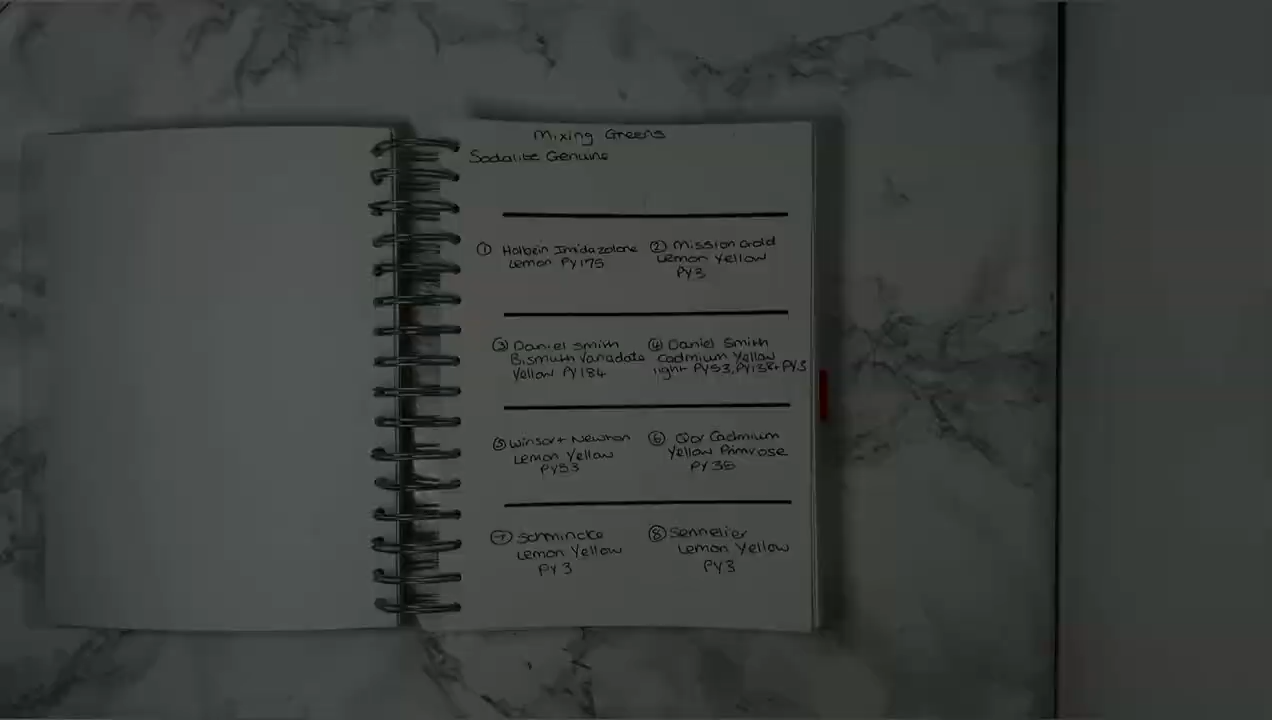 Mixing Greens
Sodalite Genuine
① Holbein Imidazolone
Lemon PY175
② Mission Gold
Lemon Yellow
PY3
③ Daniel Smith
Bismuth Vanadate
Yellow PY184
④ Daniel Smith
Cadmium Yellow
light PY53, PY138+PY3
⑤ Winsor + Newton
Lemon Yellow
PY53
⑥ Qor Cadmium
Yellow Primrose
PY35
⑦ Schmincke
Lemon Yellow
PY3
⑧ Sennelier
Lemon Yellow
PY3